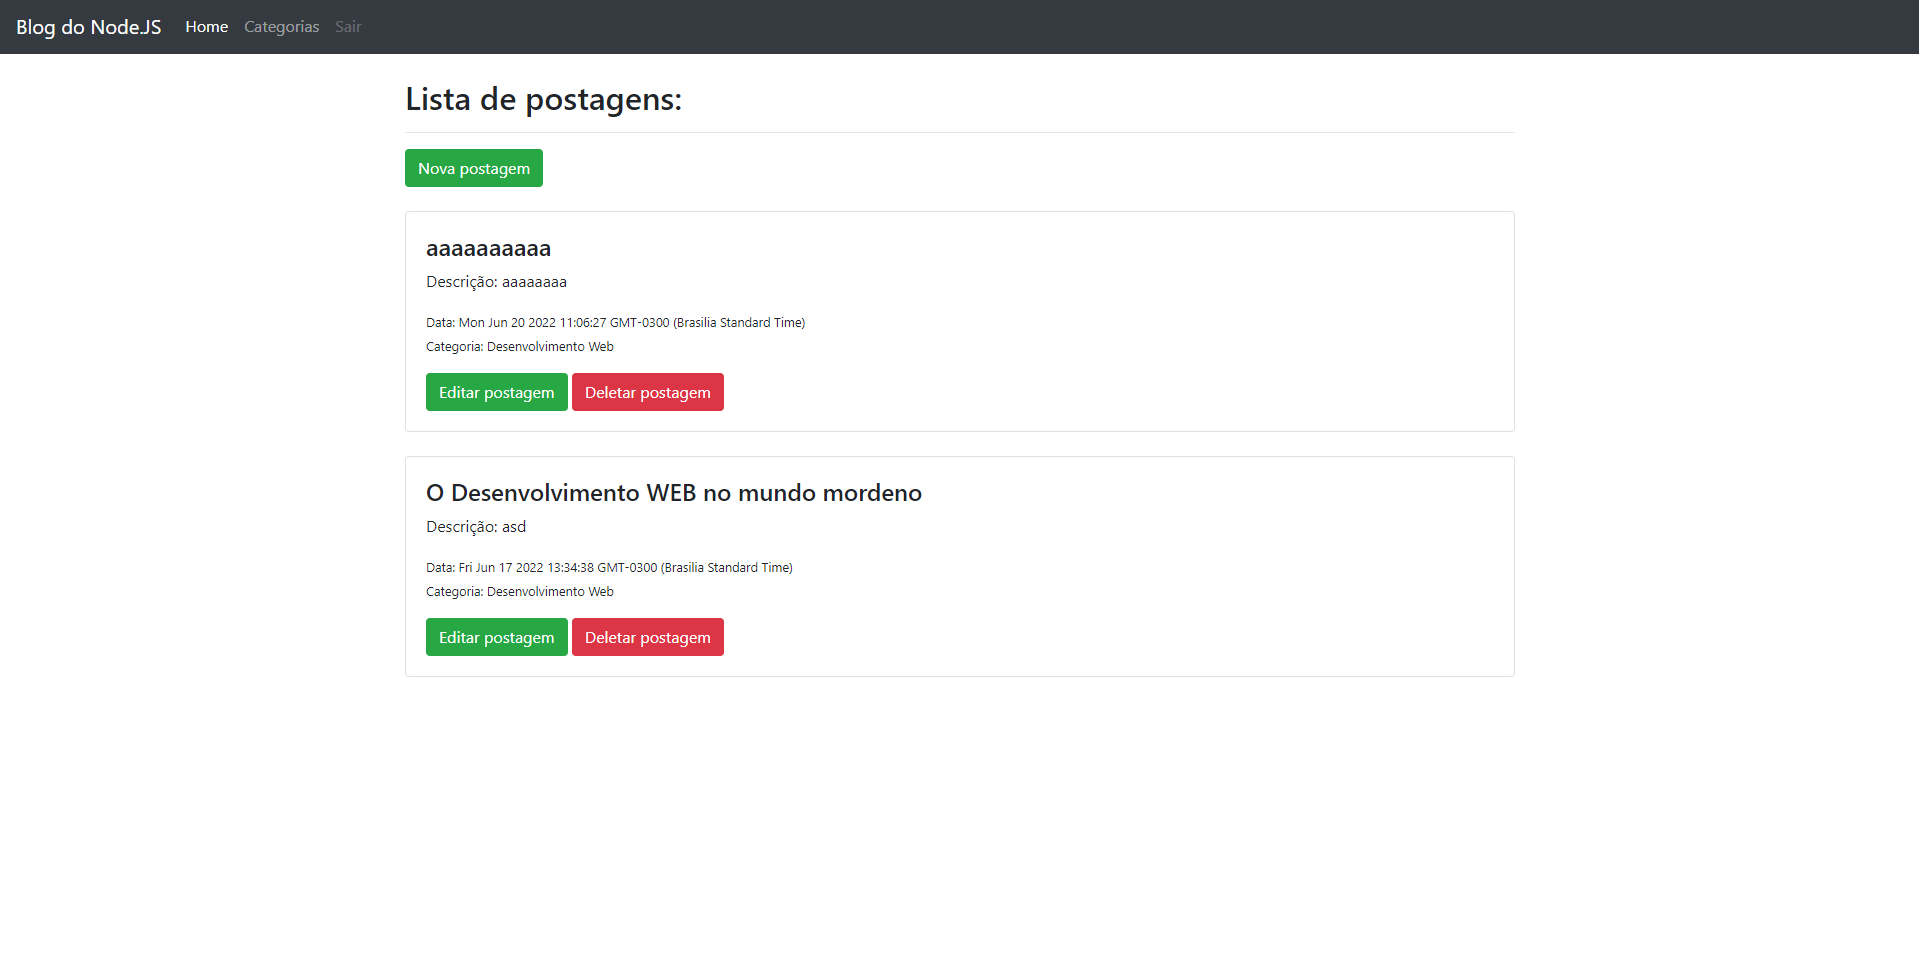 Blog do Node.JS Home Categorias Sair
Lista de postagens:
Nova postagem
aaaaaaaaaa
Descrição: aaaaaaaa
Data: Mon Jun 20 2022 11:06:27 GMT-0300 (Brasilia Standard Time)
Categoria: Desenvolvimento Web
Editar postagem Deletar postagem
O Desenvolvimento WEB no mundo mordeno
Descrição: asd
Data: Fri Jun 17 2022 13:34:38 GMT-0300 (Brasilia Standard Time)
Categoria: Desenvolvimento Web
Editar postagem Deletar postagem